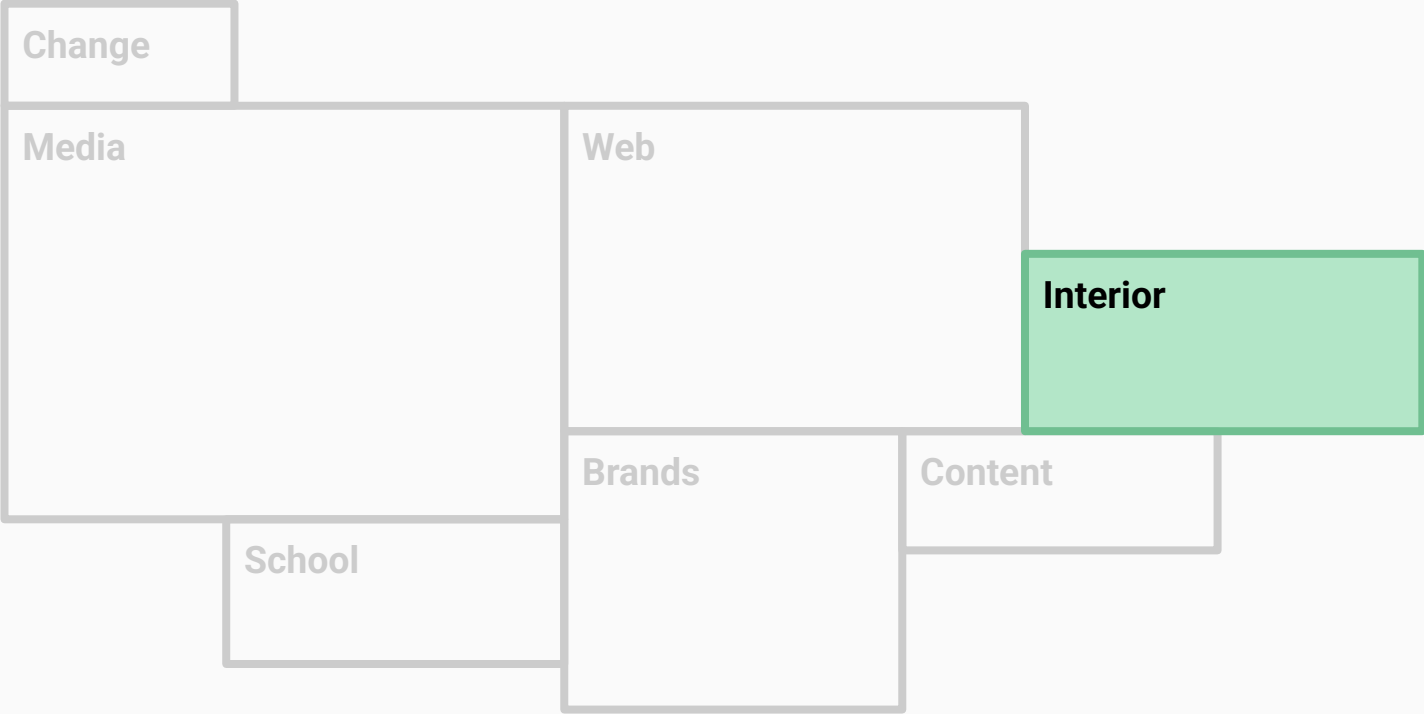 Change
Media
Web
Interior
Brands
Content
School